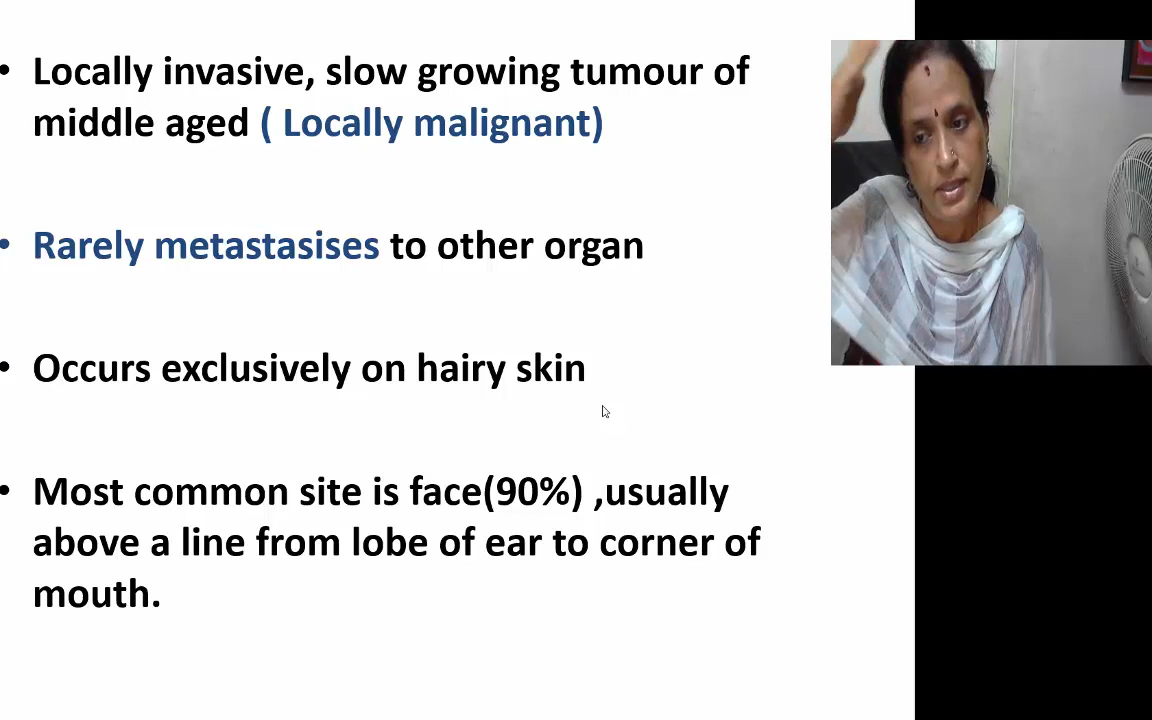 • Locally invasive, slow growing tumour of
middle aged ( Locally malignant)
• Rarely metastasises to other organ
• Occurs exclusively on hairy skin
• Most common site is face(90%) ,usually
above a line from lobe of ear to corner of
mouth.